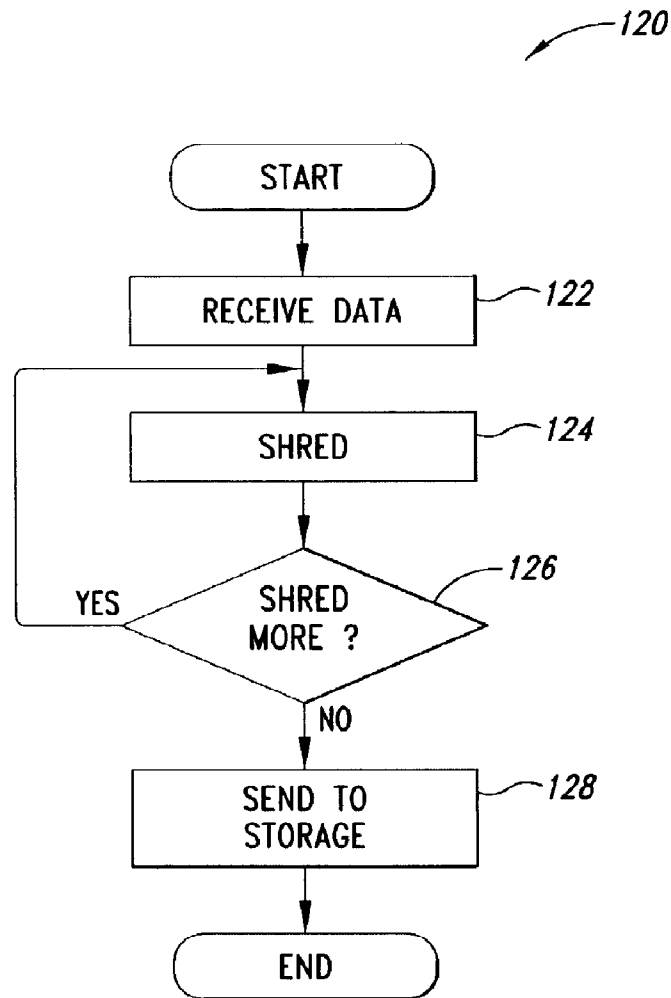 120
START
RECEIVE DATA
122
SHRED
124
SHRED
MORE ?
126
YES
NO
SEND TO
STORAGE
128
END